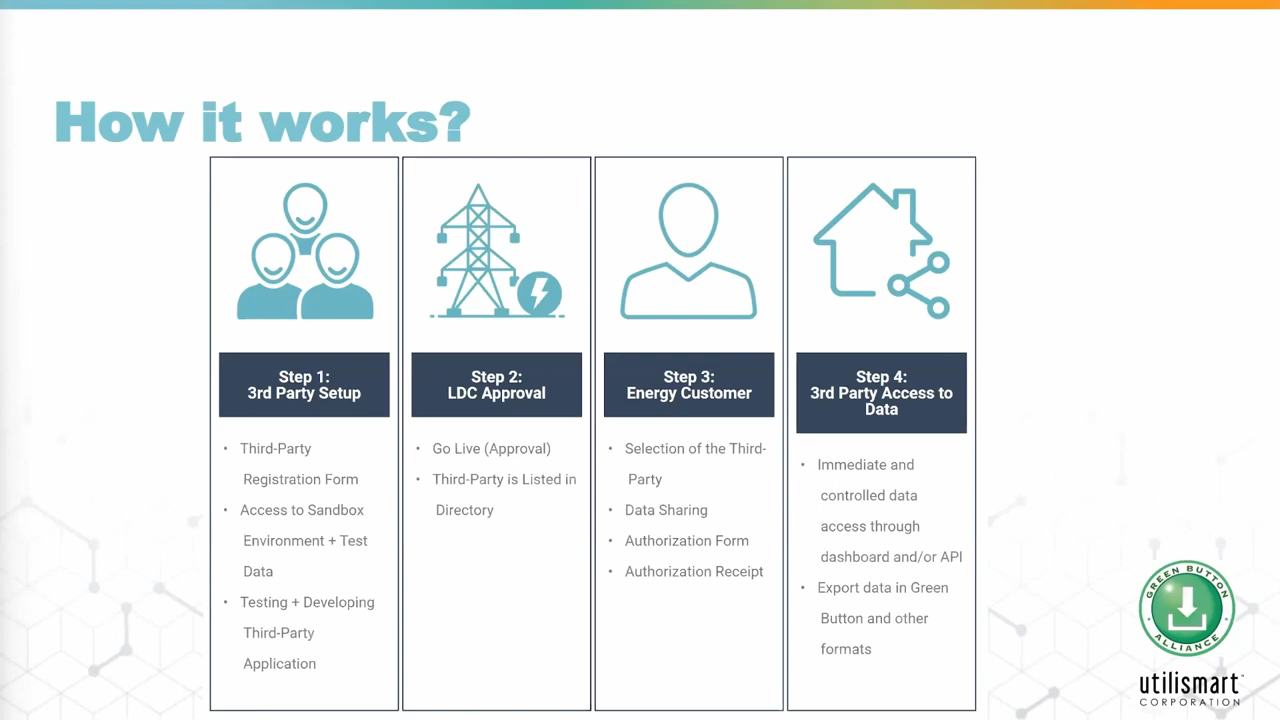 How it works?
Step 1:
3rd Party Setup
• Third-Party
Registration Form
• Access to Sandbox
Environment + Test
Data
• Testing + Developing
Third-Party
Application
Step 2:
LDC Approval
• Go Live (Approval)
• Third-Party is Listed in
Directory
Step 3:
Energy Customer
• Selection of the Third-
Party
• Data Sharing
• Authorization Form
• Authorization Receipt
Step 4:
3rd Party Access to
Data
• Immediate and
controlled data
access through
dashboard and/or API
• Export data in Green
Button and other
formats
GREEN BUTTON
ALLIANCE
utilismart
CORPORATION